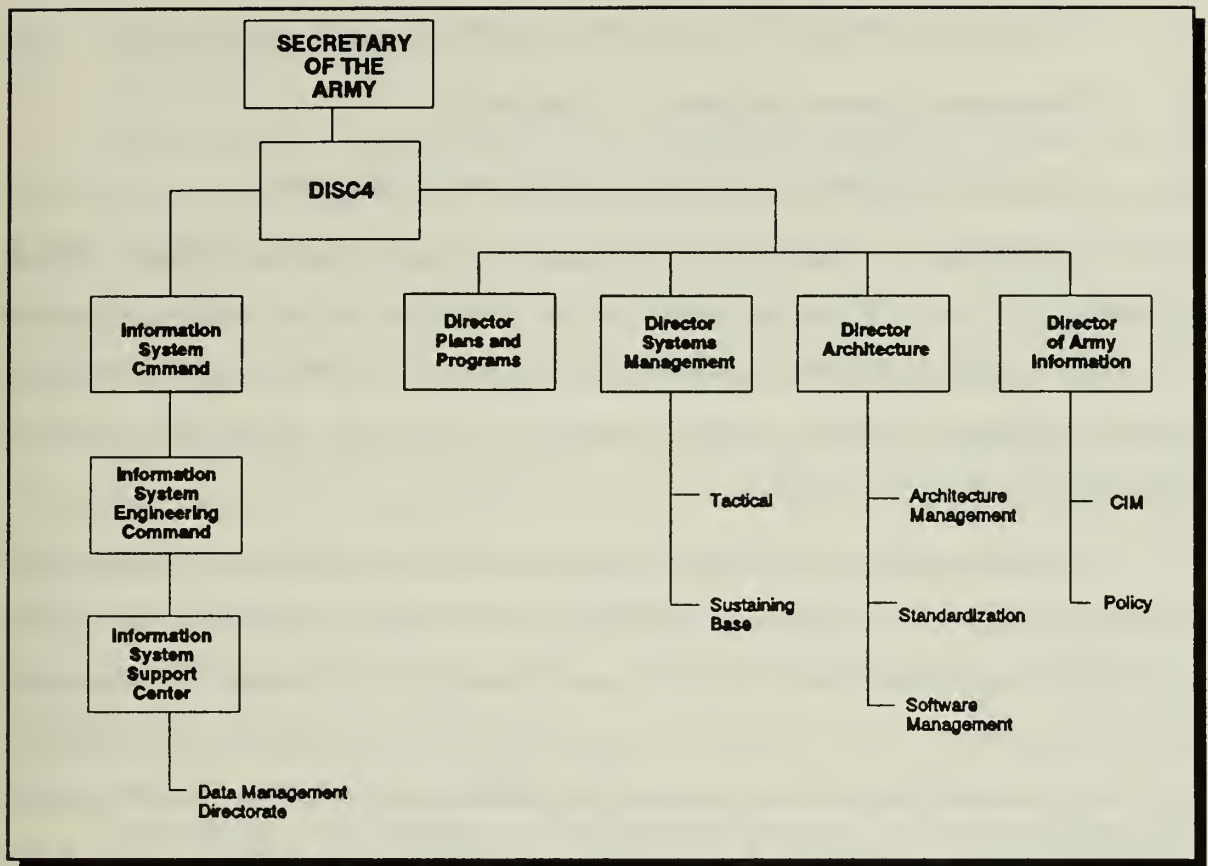 SECRETARY
OF THE
ARMY
DISC4
Information
System
Cmmand
Director
Plans and
Programs
Director
Systems
Management
Director
Architecture
Director
of Army
Information
Information
System
Engineering
Command
Tactical
Architecture
Management
CIM
Sustaining
Base
Standardization
Policy
Information
System
Support
Center
Software
Management
Data Management
Directorate